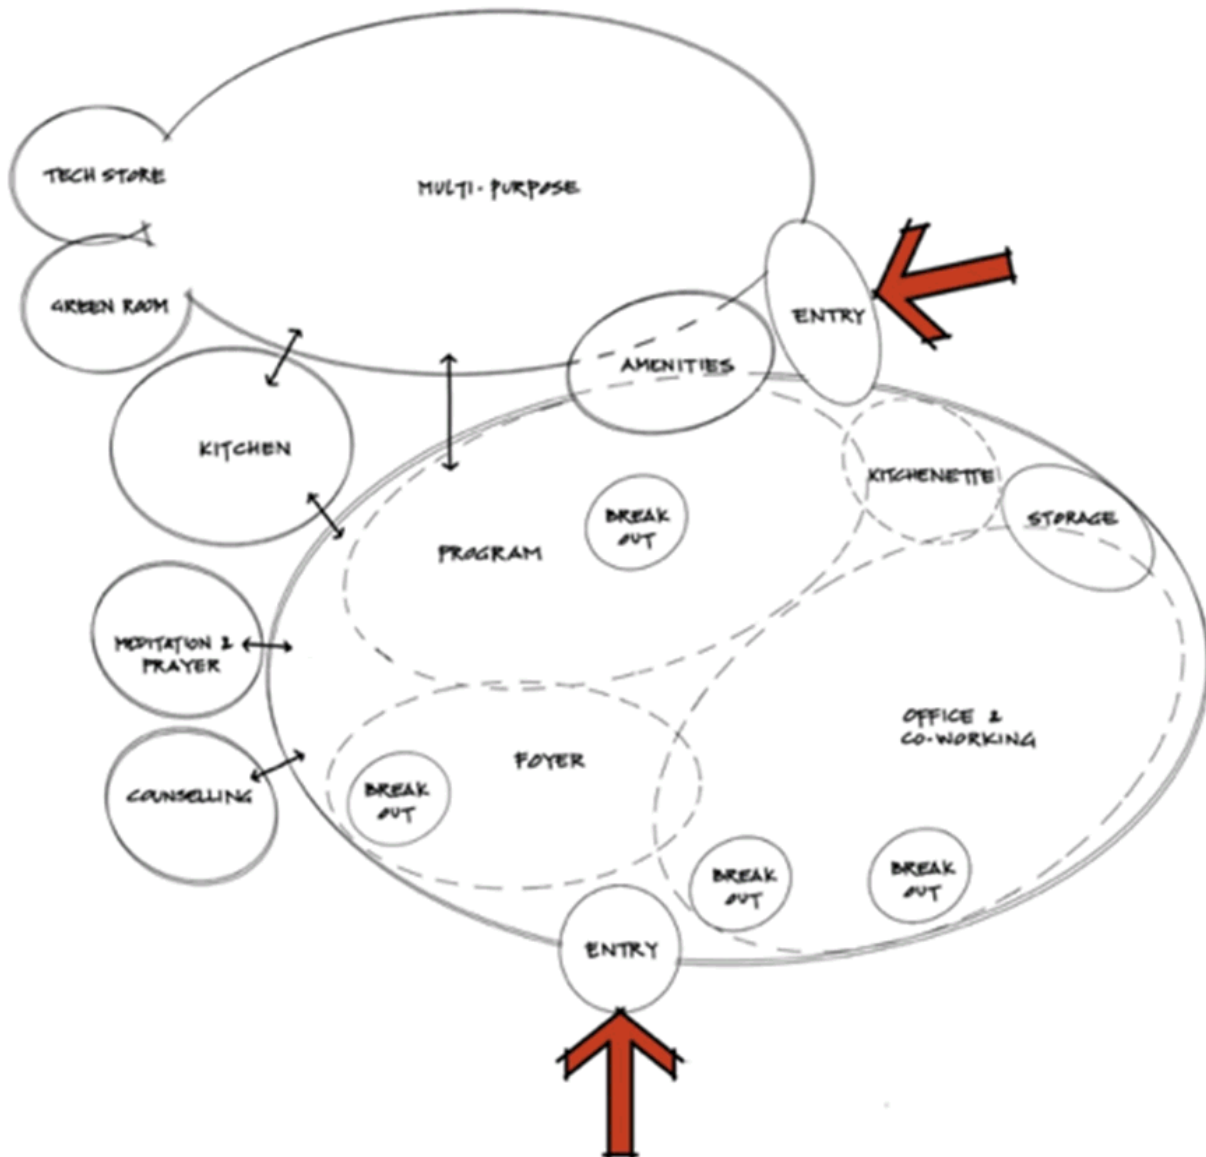 TECH STORE
MULTI-PURPOSE
GREEN ROOM
ENTRY
AMENITIES
KITCHEN
KITCHENETTE
BREAK
OUT
STORAGE
PROGRAM
MEDITATION &
PRAYER
OFFICE &
CO-WORKING
FOYER
COUNSELLING
BREAK
OUT
BREAK
OUT
BREAK
OUT
ENTRY